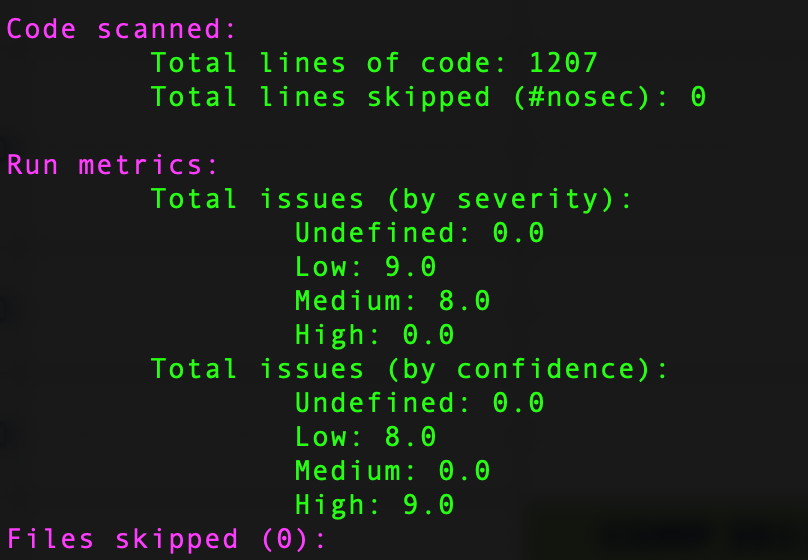 Code scanned:
Total lines of code: 1207
Total lines skipped (#nosec): 0
Run metrics:
Total issues (by severity):
Undefined: 0.0
Low: 9.0
Medium: 8.0
High: 0.0
Total issues (by confidence):
Undefined: 0.0
Low: 8.0
Medium: 0.0
High: 9.0
Files skipped (0):